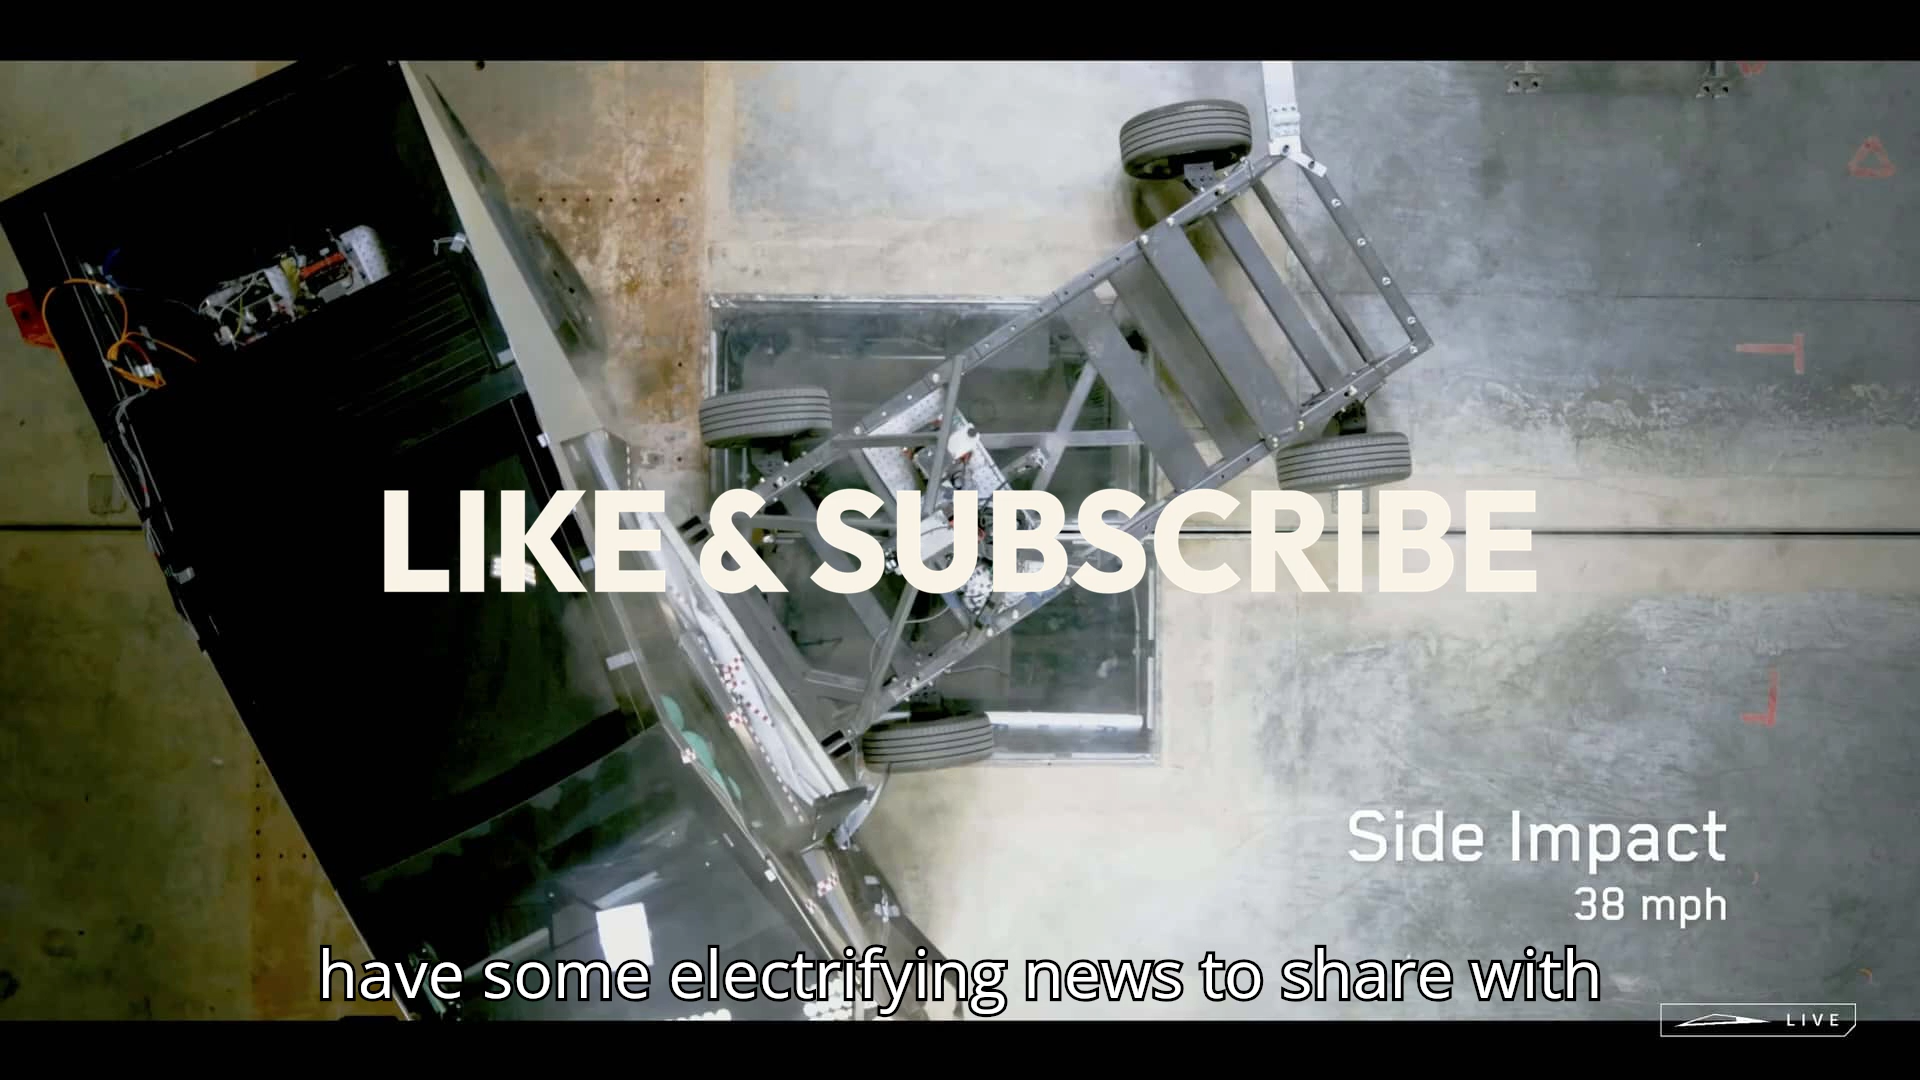 LIKE & SUBSCRIBE
Side Impact
38 mph
have some electrifying news to share with
LIVE